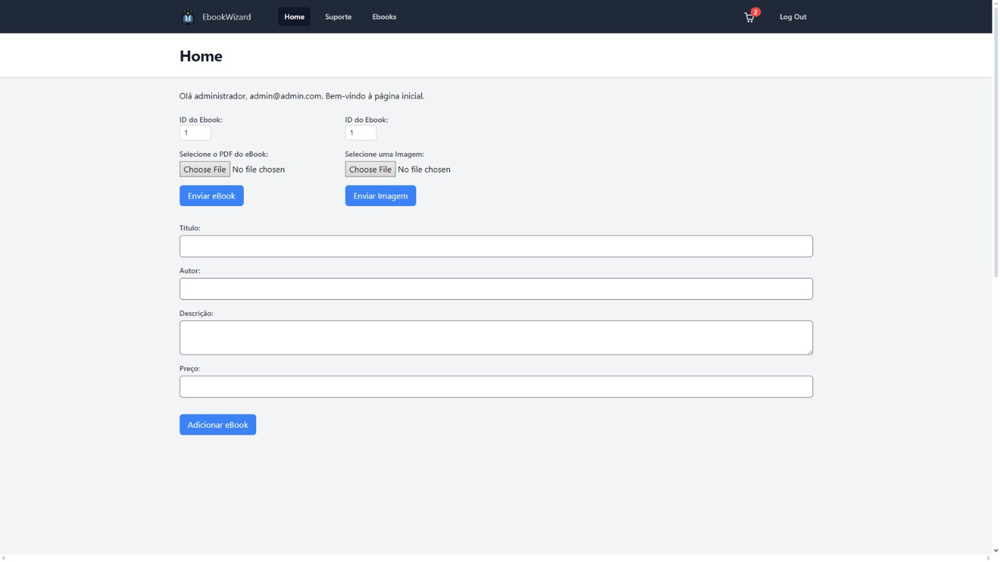 EbookWizard Home Suporte Ebooks 2 Log Out
Home
Olá administrador, admin@admin.com. Bem-vindo à página inicial.
ID do Ebook: ID do Ebook:
1 1
Selecione o PDF do eBook: Selecione uma Imagem:
Choose File No file chosen Choose File No file chosen
Enviar eBook Enviar Imagem
Título:
Autor:
Descrição:
Preço:
Adicionar eBook